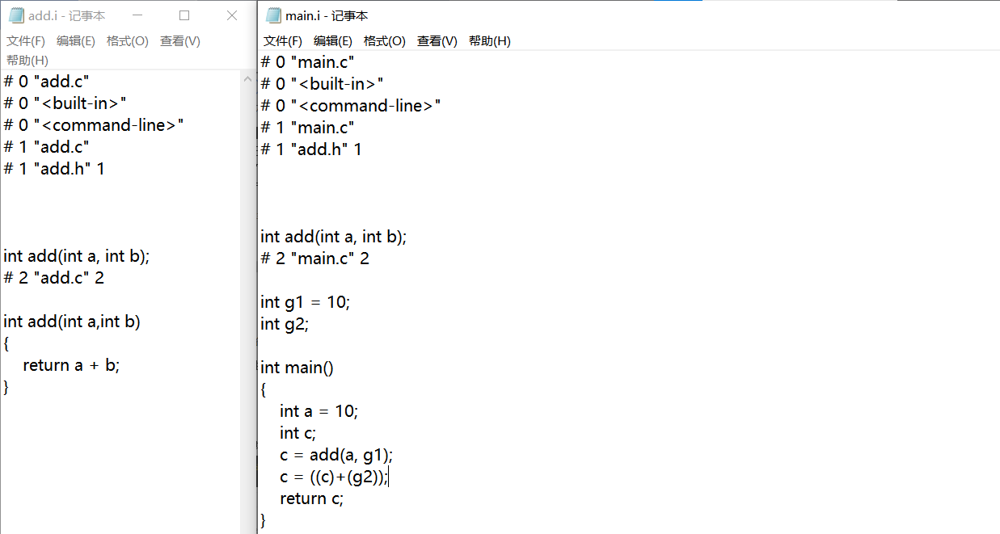 add.i - 记事本
文件(F) 编辑(E) 格式(O) 查看(V)
帮助(H)
# 0 "add.c"
# 0 "<built-in>"
# 0 "<command-line>"
# 1 "add.c"
# 1 "add.h" 1
int add(int a, int b);
# 2 "add.c" 2
int add(int a,int b)
{
return a + b;
}
main.i - 记事本
文件(F) 编辑(E) 格式(O) 查看(V) 帮助(H)
# 0 "main.c"
# 0 "<built-in>"
# 0 "<command-line>"
# 1 "main.c"
# 1 "add.h" 1
int add(int a, int b);
# 2 "main.c" 2
int g1 = 10;
int g2;
int main()
{
int a = 10;
int c;
c = add(a, g1);
c = ((c)+(g2));
return c;
}